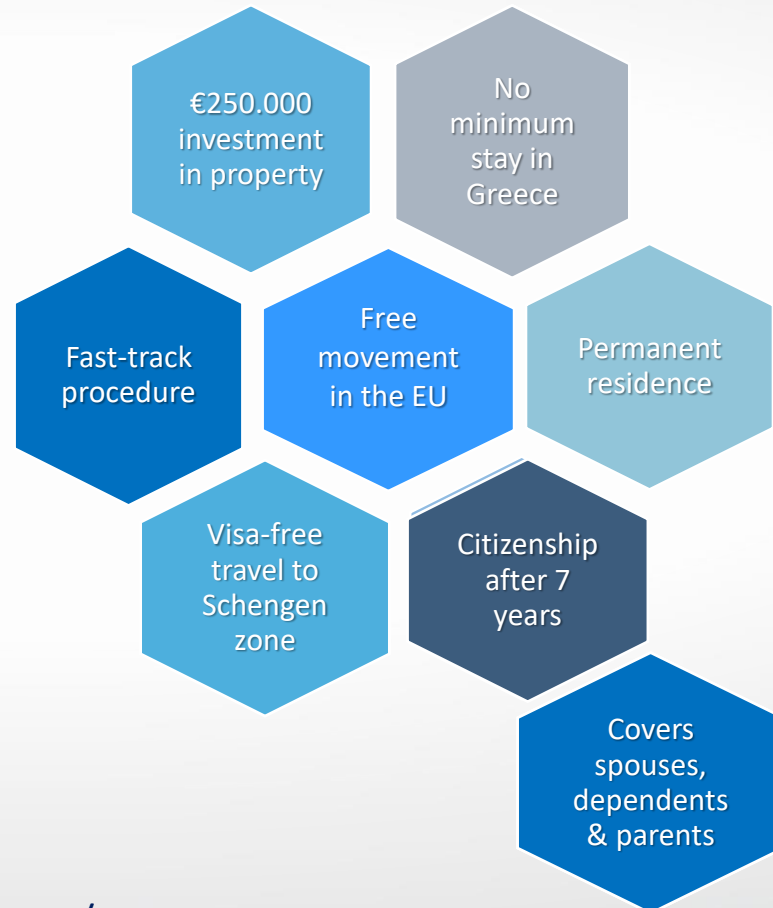 €250.000
investment
in property
No
minimum
stay in
Greece
Fast-track
procedure
Free
movement
in the EU
Permanent
residence
Visa-free
travel to
Schengen
zone
Citizenship
after 7
years
Covers
spouses,
dependents
& parents